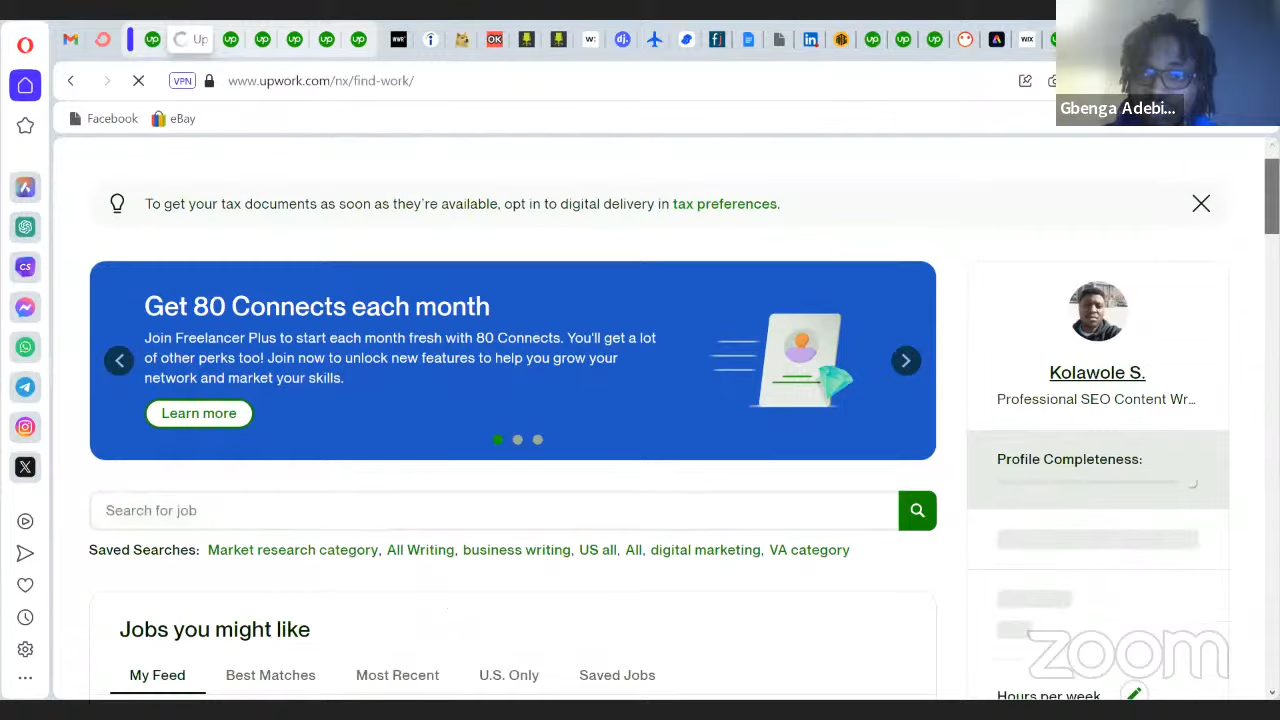 Up
www.upwork.com/nx/find-work/
VPN
Facebook
eBay
Gbenga Adebi...
To get your tax documents as soon as they're available, opt in to digital delivery in tax preferences.
Get 80 Connects each month
Join Freelancer Plus to start each month fresh with 80 Connects. You'll get a lot
of other perks too! Join now to unlock new features to help you grow your
network and market your skills.
Learn more
Kolawole S.
Professional SEO Content Wr...
Profile Completeness:
Search for job
Saved Searches: Market research category, All Writing, business writing, US all, All, digital marketing, VA category
Jobs you might like
My Feed Best Matches Most Recent U.S. Only Saved Jobs
Hours per week
zoom